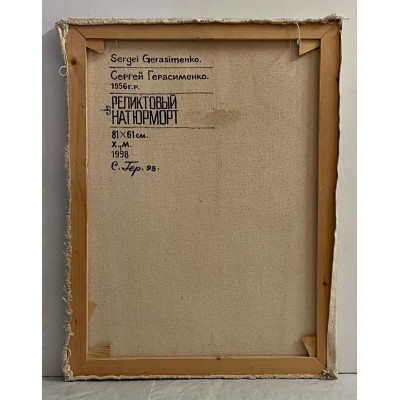 Sergei Gerasimenko.
Сергей Герасименко.
1956 г.р.
РЕЛИКТОВЫЙ
НАТЮРМОРТ
81×61 см.
х.,м.
1998
С. Гер. 98.